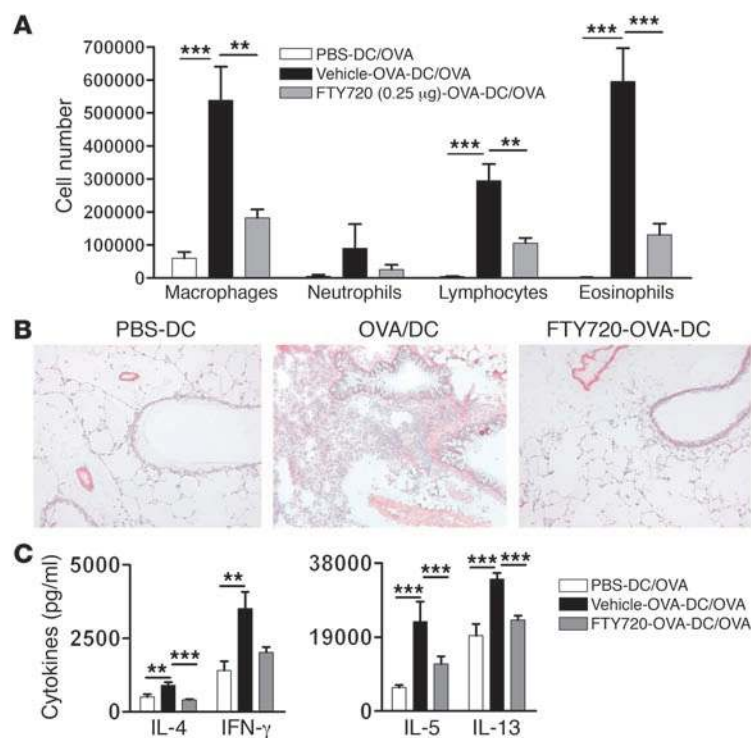 A
700000
600000
500000
400000
300000
200000
100000
0
Cell number
*** **
*** **
*** ***
PBS-DC/OVA
Vehicle-OVA-DC/OVA
FTY720 (0.25 μg)-OVA-DC/OVA
Macrophages Neutrophils Lymphocytes Eosinophils
B
PBS-DC OVA/DC FTY720-OVA-DC
C
Cytokines (pg/ml)
5000
2500
0
** ***
**
IL-4 IFN-γ
38000
19000
0
*** ***
*** ***
IL-5 IL-13
PBS-DC/OVA
Vehicle-OVA-DC/OVA
FTY720-OVA-DC/OVA